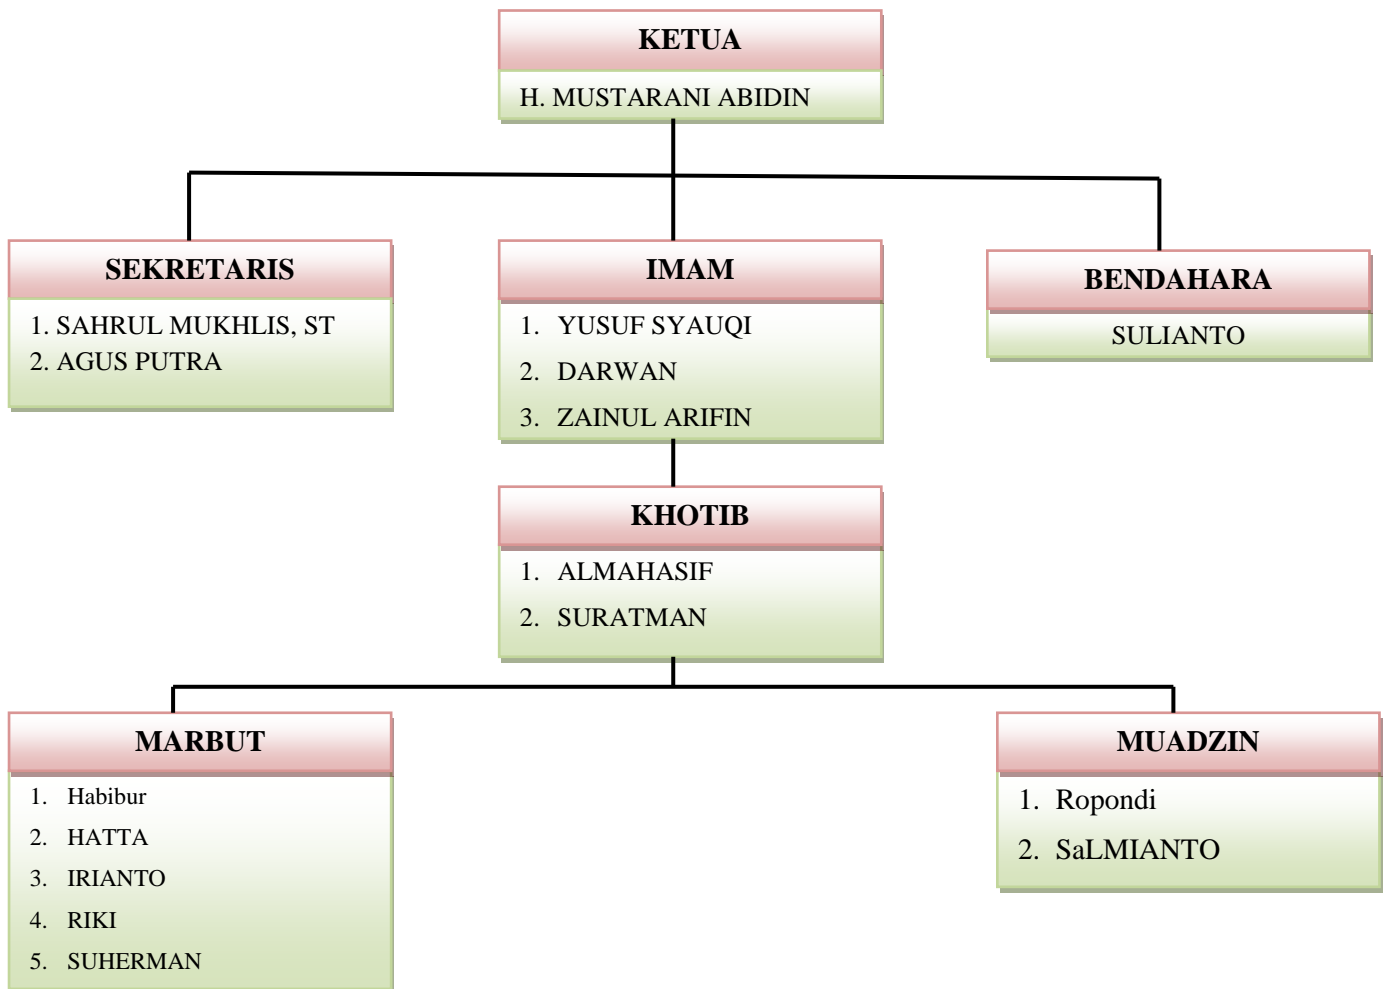 KETUA
H. MUSTARANI ABIDIN
SEKRETARIS
1. SAHRUL MUKHLIS, ST
2. AGUS PUTRA
IMAM
1. YUSUF SYAUQI
2. DARWAN
3. ZAINUL ARIFIN
BENDAHARA
SULIANTO
KHOTIB
1. ALMAHASIF
2. SURATMAN
MARBUT
1. Habibur
2. HATTA
3. IRIANTO
4. RIKI
5. SUHERMAN
MUADZIN
1. Ropondi
2. SaLMIANTO